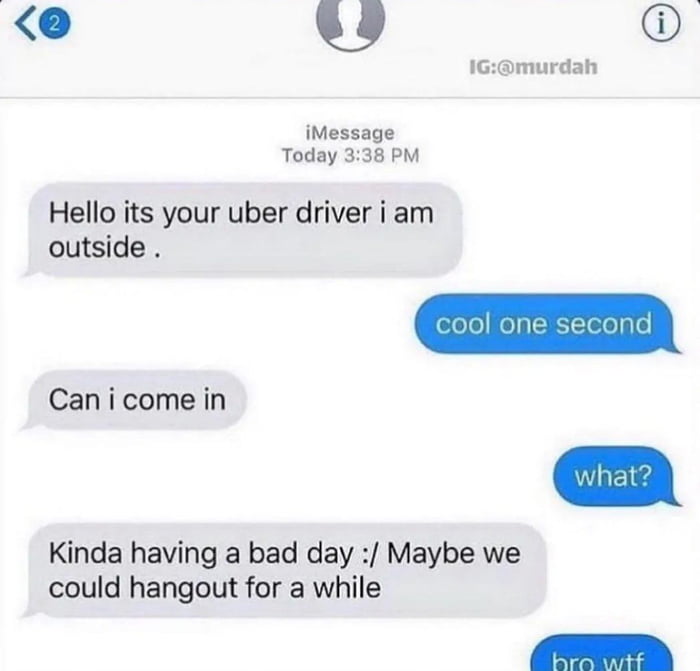 2
i
IG:@murdah
iMessage
Today 3:38 PM
Hello its your uber driver i am
outside .
cool one second
Can i come in
what?
Kinda having a bad day :/ Maybe we
could hangout for a while
bro wtf